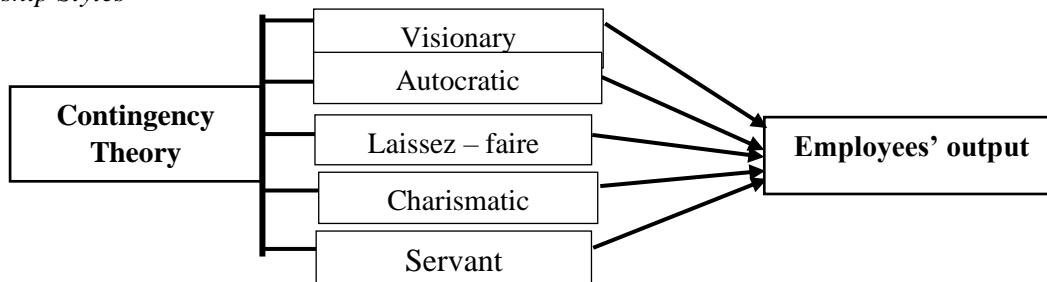 ship Styles
Visionary
Autocratic
Contingency
Theory
Laissez – faire
Employees’ output
Charismatic
Servant